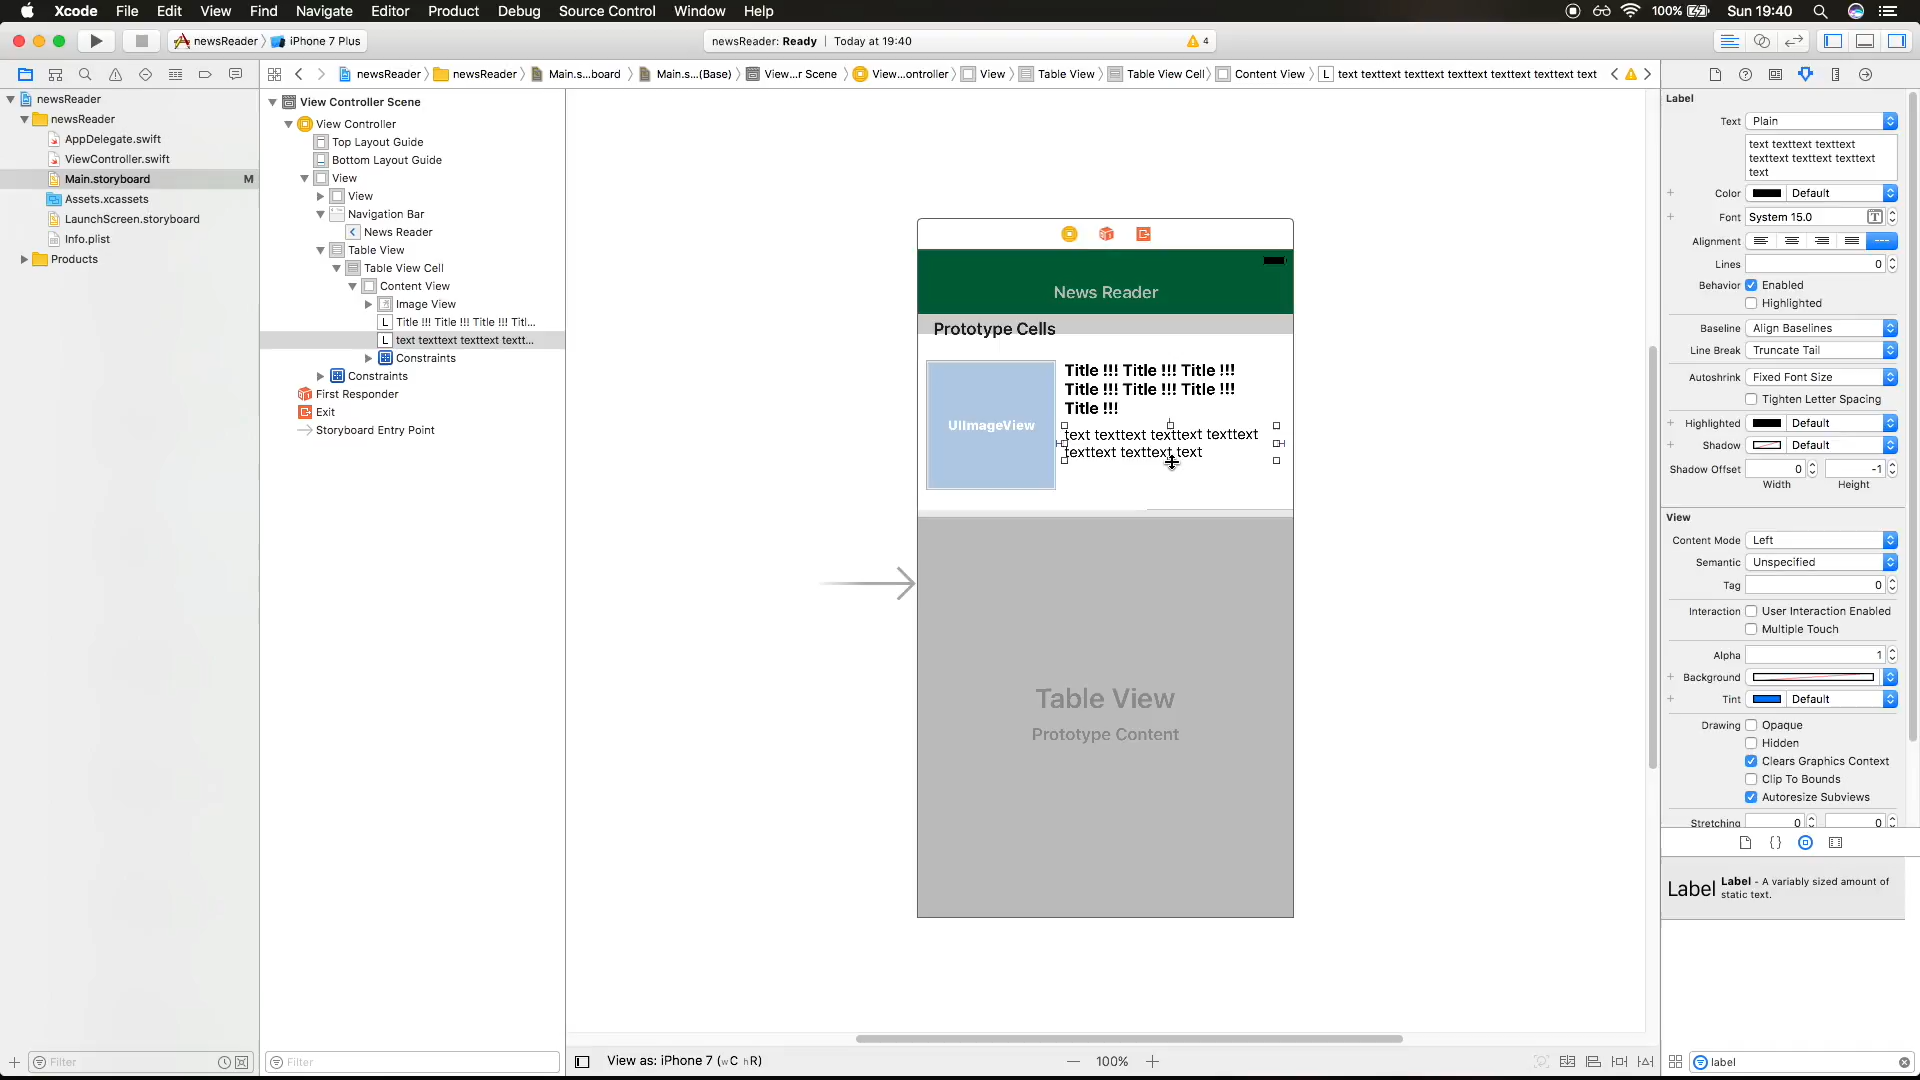 Xcode File Edit View Find Navigate Editor Product Debug Source Control Window Help 100% Sun 19:40
newsReader iPhone 7 Plus newsReader: Ready Today at 19:40 4
newsReader newsReader Main.s...board Main.s...(Base) View...r Scene View...ontroller View Table View Table View Cell Content View L text texttext texttext texttext texttext texttext text
newsReader
newsReader
AppDelegate.swift
ViewController.swift
Main.storyboard M
Assets.xcassets
LaunchScreen.storyboard
Info.plist
Products
Filter
View Controller Scene
View Controller
Top Layout Guide
Bottom Layout Guide
View
View
Navigation Bar
News Reader
Table View
Table View Cell
Content View
Image View
L Title !!! Title !!! Title !!! Titl...
L text texttext texttext textt...
Constraints
Constraints
First Responder
Exit
Storyboard Entry Point
Filter
News Reader
Prototype Cells
UIImageView
Title !!! Title !!! Title !!!
Title !!! Title !!! Title !!!
Title !!!
text texttext texttext texttext
texttext texttext text
Table View
Prototype Content
View as: iPhone 7 (wC hR)
100%
Label
Text Plain
text texttext texttext
texttext texttext texttext
text
Color Default
Font System 15.0 T
Alignment
Lines 0
Behavior Enabled
Highlighted
Baseline Align Baselines
Line Break Truncate Tail
Autoshrink Fixed Font Size
Tighten Letter Spacing
Highlighted Default
Shadow Default
Shadow Offset 0 -1
Width Height
View
Content Mode Left
Semantic Unspecified
Tag 0
Interaction User Interaction Enabled
Multiple Touch
Alpha 1
Background
Tint Default
Drawing Opaque
Hidden
Clears Graphics Context
Clip To Bounds
Autoresize Subviews
Stretching 0 0
Label Label - A variably sized amount of
static text.
label